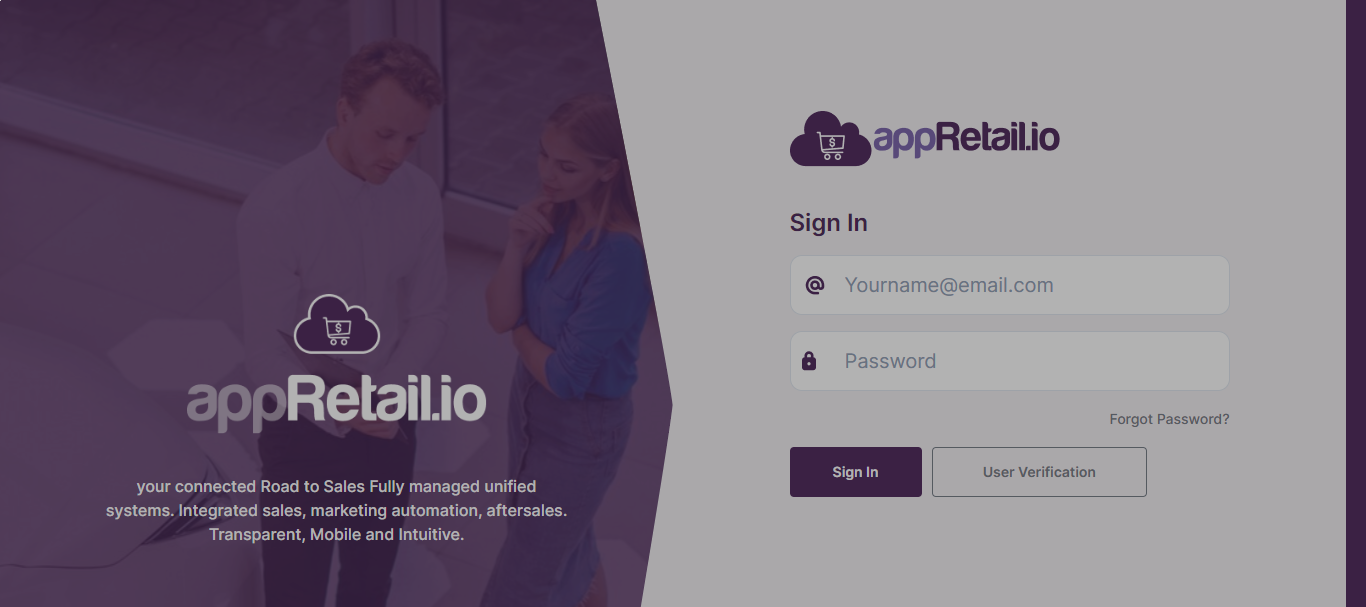 appRetail.io
your connected Road to Sales Fully managed unified
systems. Integrated sales, marketing automation, aftersales.
Transparent, Mobile and Intuitive.
appRetail.io
Sign In
Yourname@email.com
Password
Forgot Password?
Sign In
User Verification